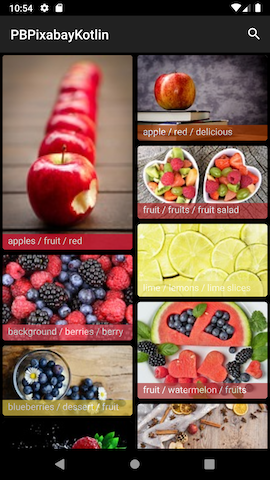 10:54
PBPixabayKotlin
apple / red / delicious
fruit / fruits / fruit salad
apples / fruit / red
lime / lemons / lime slices
background / berries / berry
fruit / watermelon / fruits
blueberries / dessert / fruit